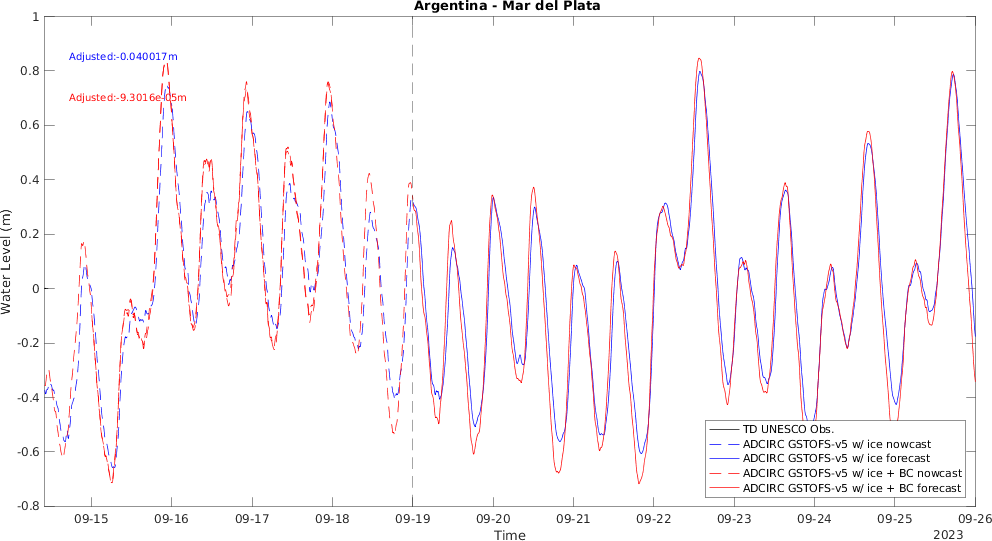 Argentina - Mar del Plata
Adjusted:-0.040017m
Adjusted:-9.3016e-05m
Water Level (m)
1
0.8
0.6
0.4
0.2
0
-0.2
-0.4
-0.6
-0.8
TD UNESCO Obs.
ADCIRC GSTOFS-v5 w/ ice nowcast
ADCIRC GSTOFS-v5 w/ ice forecast
ADCIRC GSTOFS-v5 w/ ice + BC nowcast
ADCIRC GSTOFS-v5 w/ ice + BC forecast
09-15 09-16 09-17 09-18 09-19 09-20 09-21 09-22 09-23 09-24 09-25 09-26
Time
2023